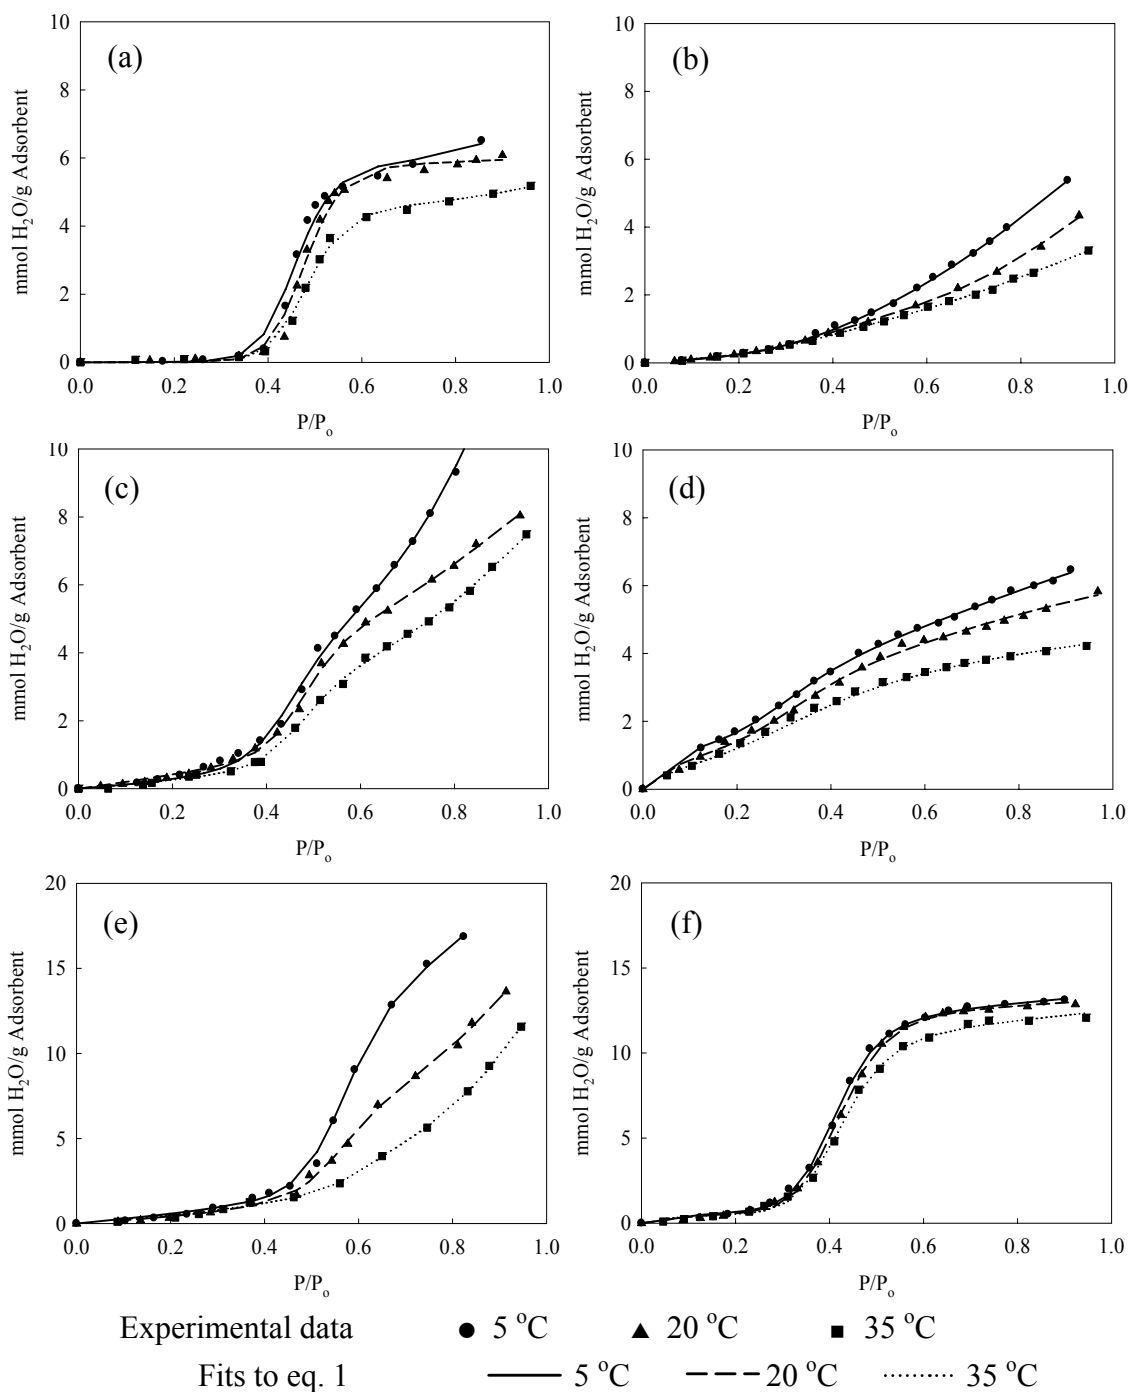 (a)
mmol H2O/g Adsorbent
10
8
6
4
2
0
0.0 0.2 0.4 0.6 0.8 1.0
P/Po
(b)
mmol H2O/g Adsorbent
10
8
6
4
2
0
0.0 0.2 0.4 0.6 0.8 1.0
P/Po
(c)
mmol H2O/g Adsorbent
10
8
6
4
2
0
0.0 0.2 0.4 0.6 0.8 1.0
P/Po
(d)
mmol H2O/g Adsorbent
10
8
6
4
2
0
0.0 0.2 0.4 0.6 0.8 1.0
P/Po
(e)
mmol H2O/g Adsorbent
20
15
10
5
0
0.0 0.2 0.4 0.6 0.8 1.0
P/Po
(f)
mmol H2O/g Adsorbent
20
15
10
5
0
0.0 0.2 0.4 0.6 0.8 1.0
P/Po
Experimental data 5 °C 20 °C 35 °C
Fits to eq. 1 5 °C 20 °C 35 °C